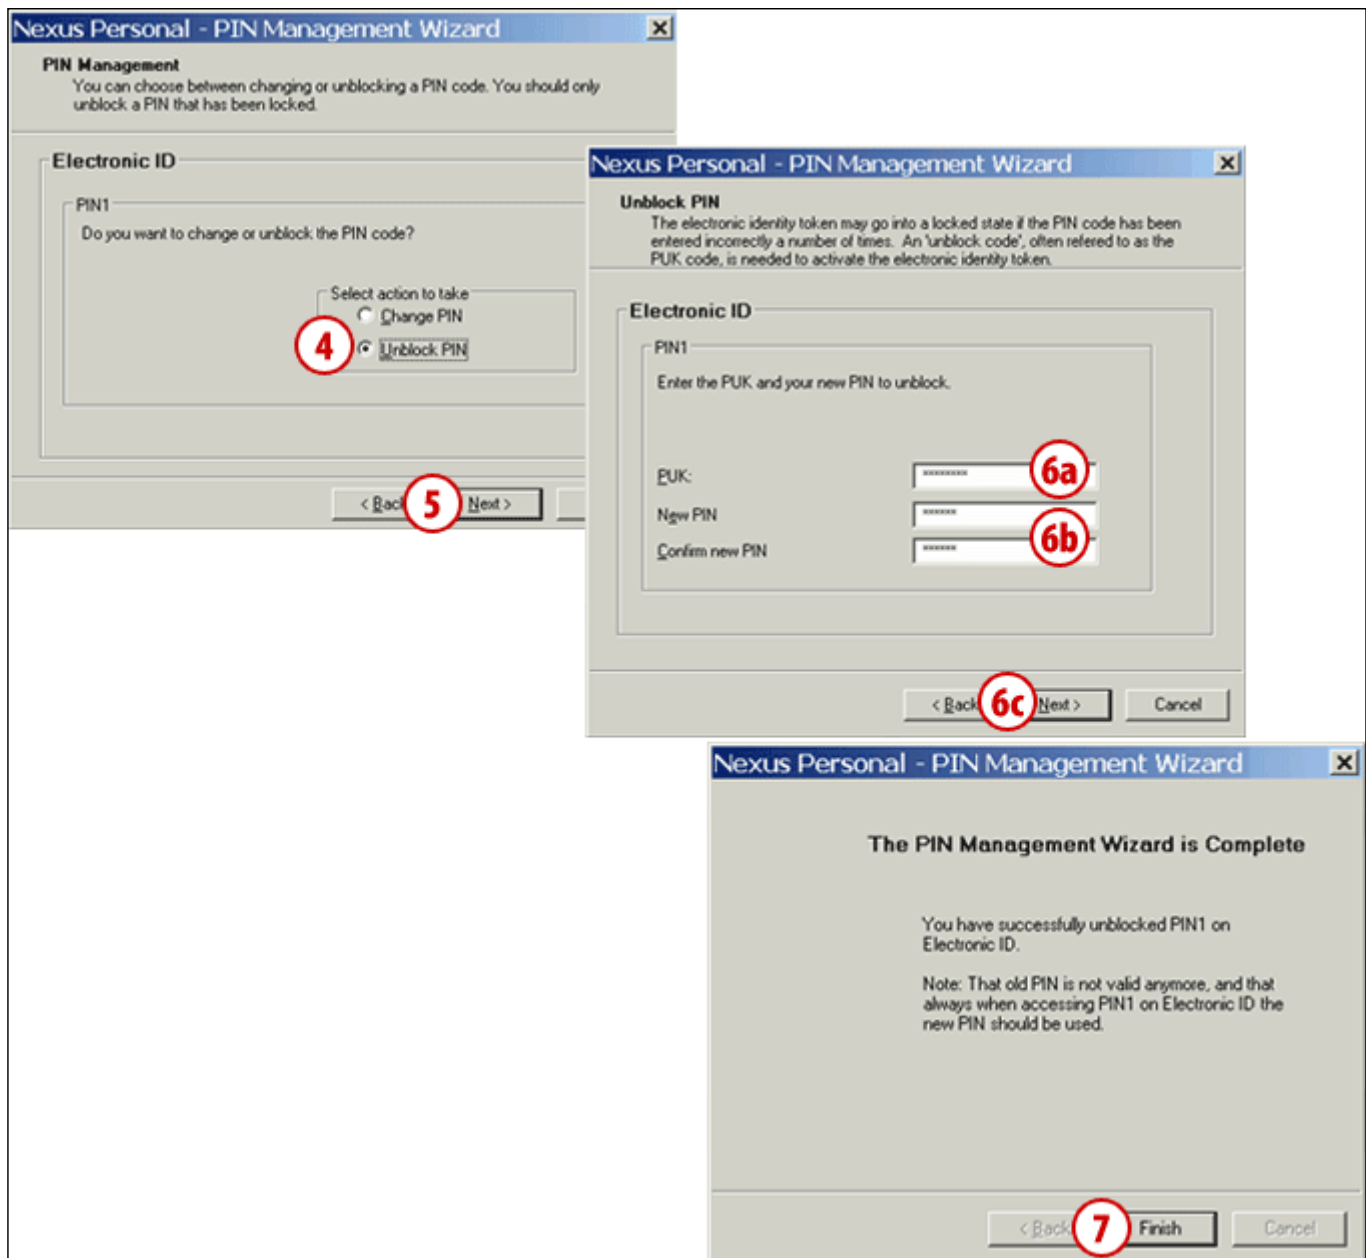 Nexus Personal - PIN Management Wizard
PIN Management
You can choose between changing or unblocking a PIN code. You should only
unblock a PIN that has been locked.
Electronic ID
PIN1
Do you want to change or unblock the PIN code?
Select action to take
Change PIN
4
Unblock PIN
< Back
5
Next >
Nexus Personal - PIN Management Wizard
Unblock PIN
The electronic identity token may go into a locked state if the PIN code has been
entered incorrectly a number of times. An 'unblock code', often refered to as the
PUK code, is needed to activate the electronic identity token.
Electronic ID
PIN1
Enter the PUK and your new PIN to unblock.
PUK:
********
6a
New PIN
******
6b
Confirm new PIN
******
< Back
6c
Next >
Cancel
Nexus Personal - PIN Management Wizard
The PIN Management Wizard is Complete
You have successfully unblocked PIN1 on
Electronic ID.
Note: That old PIN is not valid anymore, and that
always when accessing PIN1 on Electronic ID the
new PIN should be used.
< Back
7
Finish
Cancel